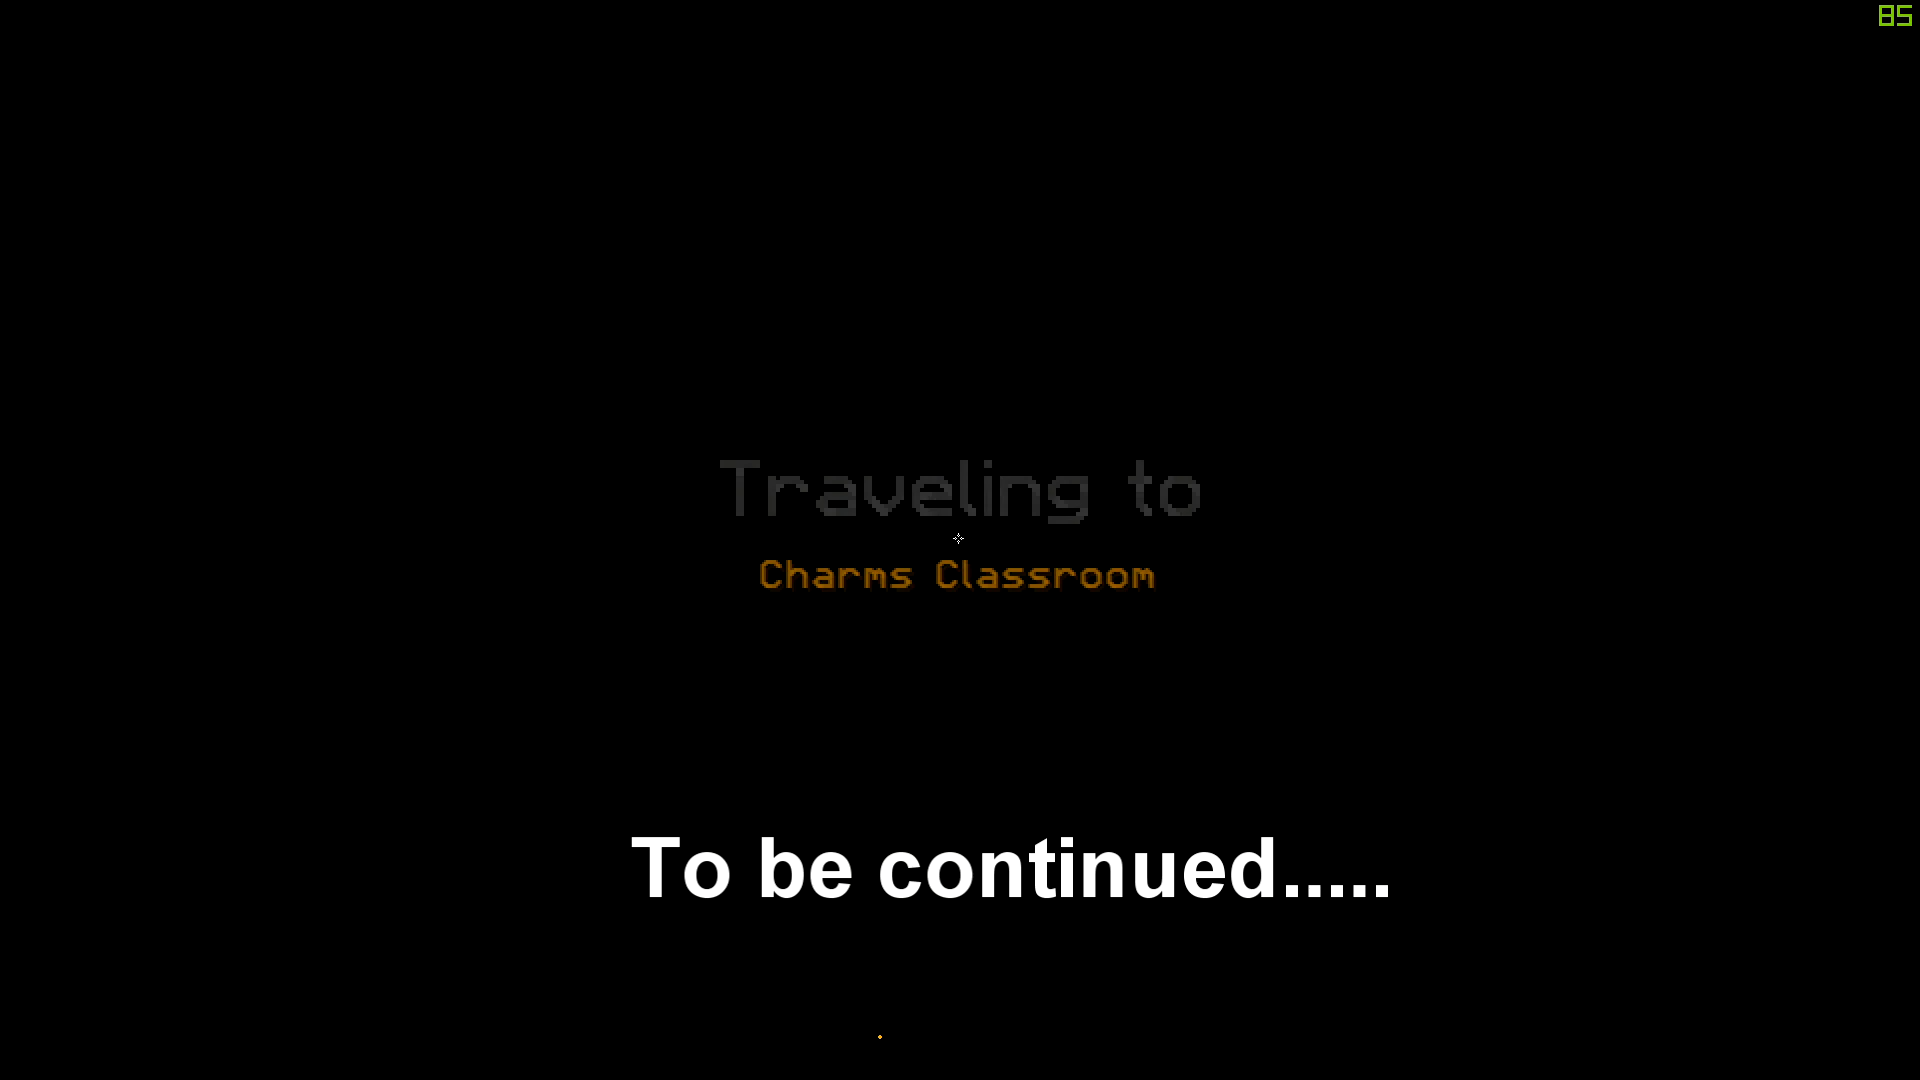 85
Traveling to
Charms Classroom
To be continued.....